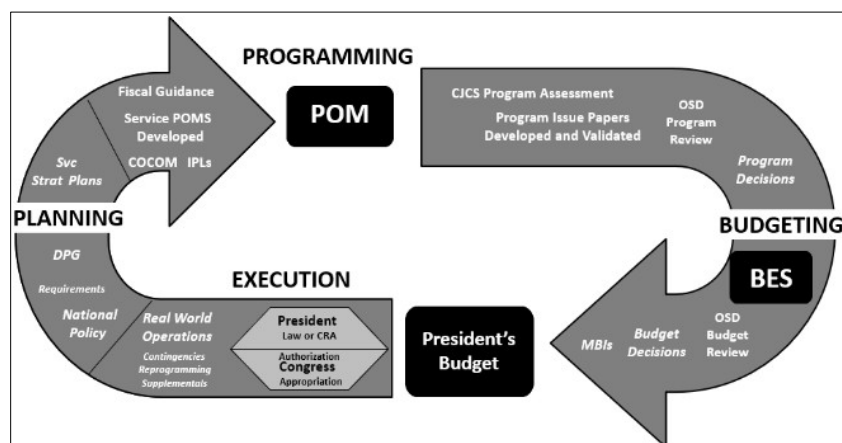 PROGRAMMING
Fiscal Guidance
Service POMS
Developed
COCOM IPLs
POM
CJCS Program Assessment
Program Issue Papers
Developed and Validated
OSD
Program
Review
Program
Decisions
Svc
Strat Plans
PLANNING
BUDGETING
DPG
Requirements
National
Policy
EXECUTION
BES
Real World
Operations
Contingencies
Reprogramming
Supplementals
President
Law or CRA
Authorization
Congress
Appropriation
President's
Budget
MBIs
Budget
Decisions
OSD
Budget
Review